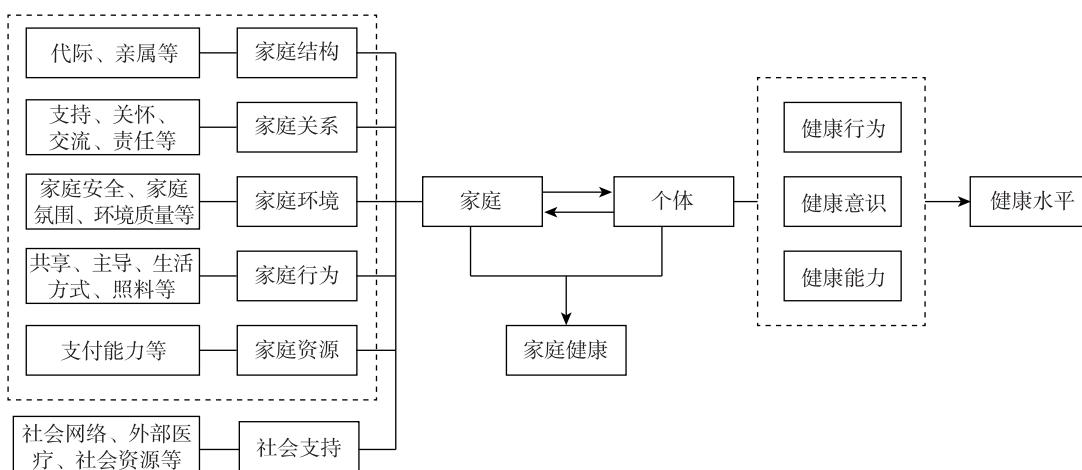 代际、亲属等
家庭结构
支持、关怀、
交流、责任等
家庭关系
健康行为
家庭安全、家庭
氛围、环境质量等
家庭环境
家庭
个体
健康意识
健康水平
共享、主导、生活
方式、照料等
家庭行为
健康能力
支付能力等
家庭资源
家庭健康
社会网络、外部医
疗、社会资源等
社会支持